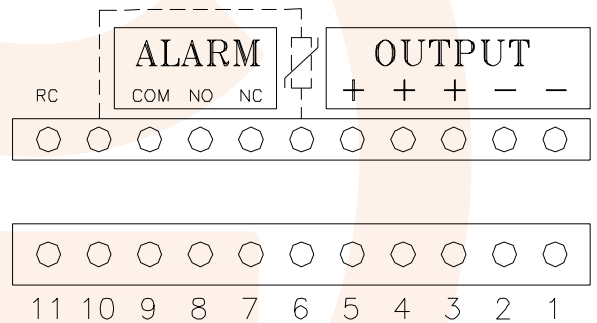 ALARM OUTPUT
RC COM NO NC + + + - -
11 10 9 8 7 6 5 4 3 2 1